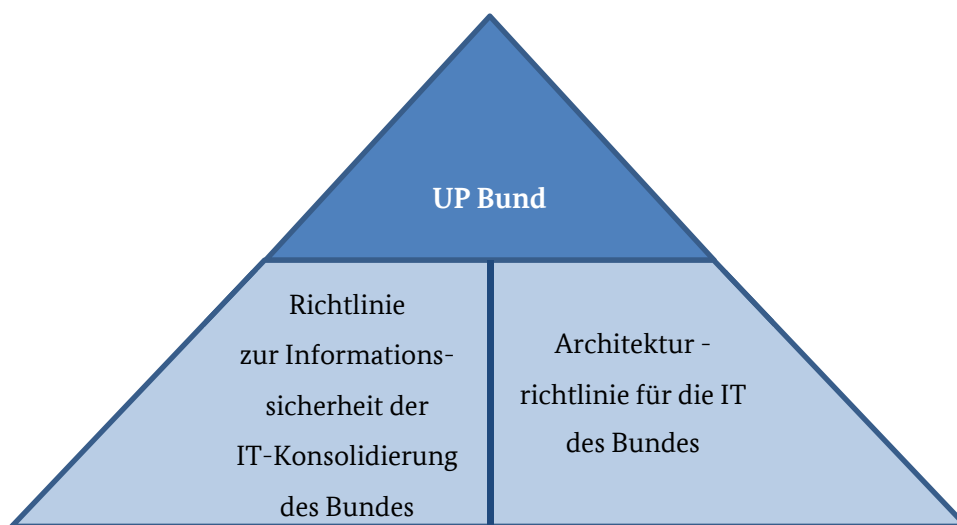 UP Bund
Richtlinie
zur Informations-
sicherheit der
IT-Konsolidierung
des Bundes
Architektur -
richtlinie für die IT
des Bundes